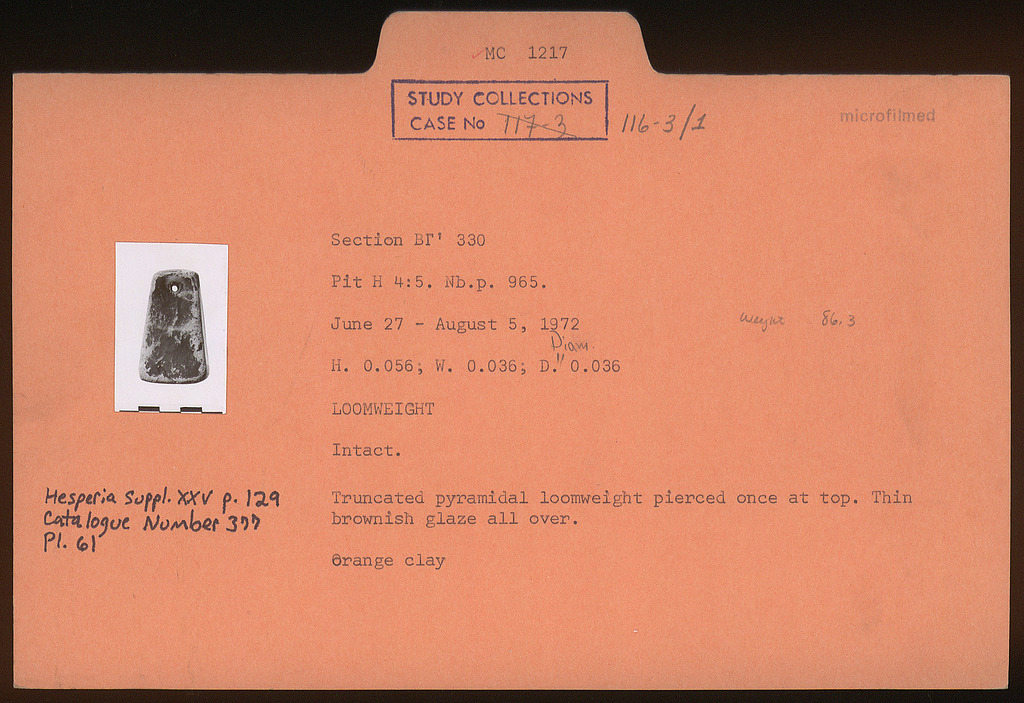 MC 1217
STUDY COLLECTIONS
CASE No 117-3 116-3/1
microfilmed
Section ΒΓ' 330
Pit H 4:5. Nb.p. 965.
June 27 - August 5, 1972
weight 86.3
Diam.
H. 0.056; W. 0.036; D." 0.036
LOOMWEIGHT
Intact.
Truncated pyramidal loomweight pierced once at top. Thin
brownish glaze all over.
Orange clay
Hesperia Suppl. XXV p. 129
Catalogue Number 377
Pl. 61